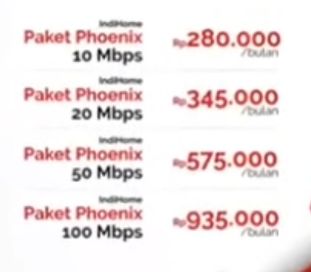 IndiHome
Paket Phoenix Rp280.000
10 Mbps /bulan
IndiHome
Paket Phoenix Rp345.000
20 Mbps /bulan
IndiHome
Paket Phoenix Rp575.000
50 Mbps /bulan
IndiHome
Paket Phoenix Rp935.000
100 Mbps /bulan